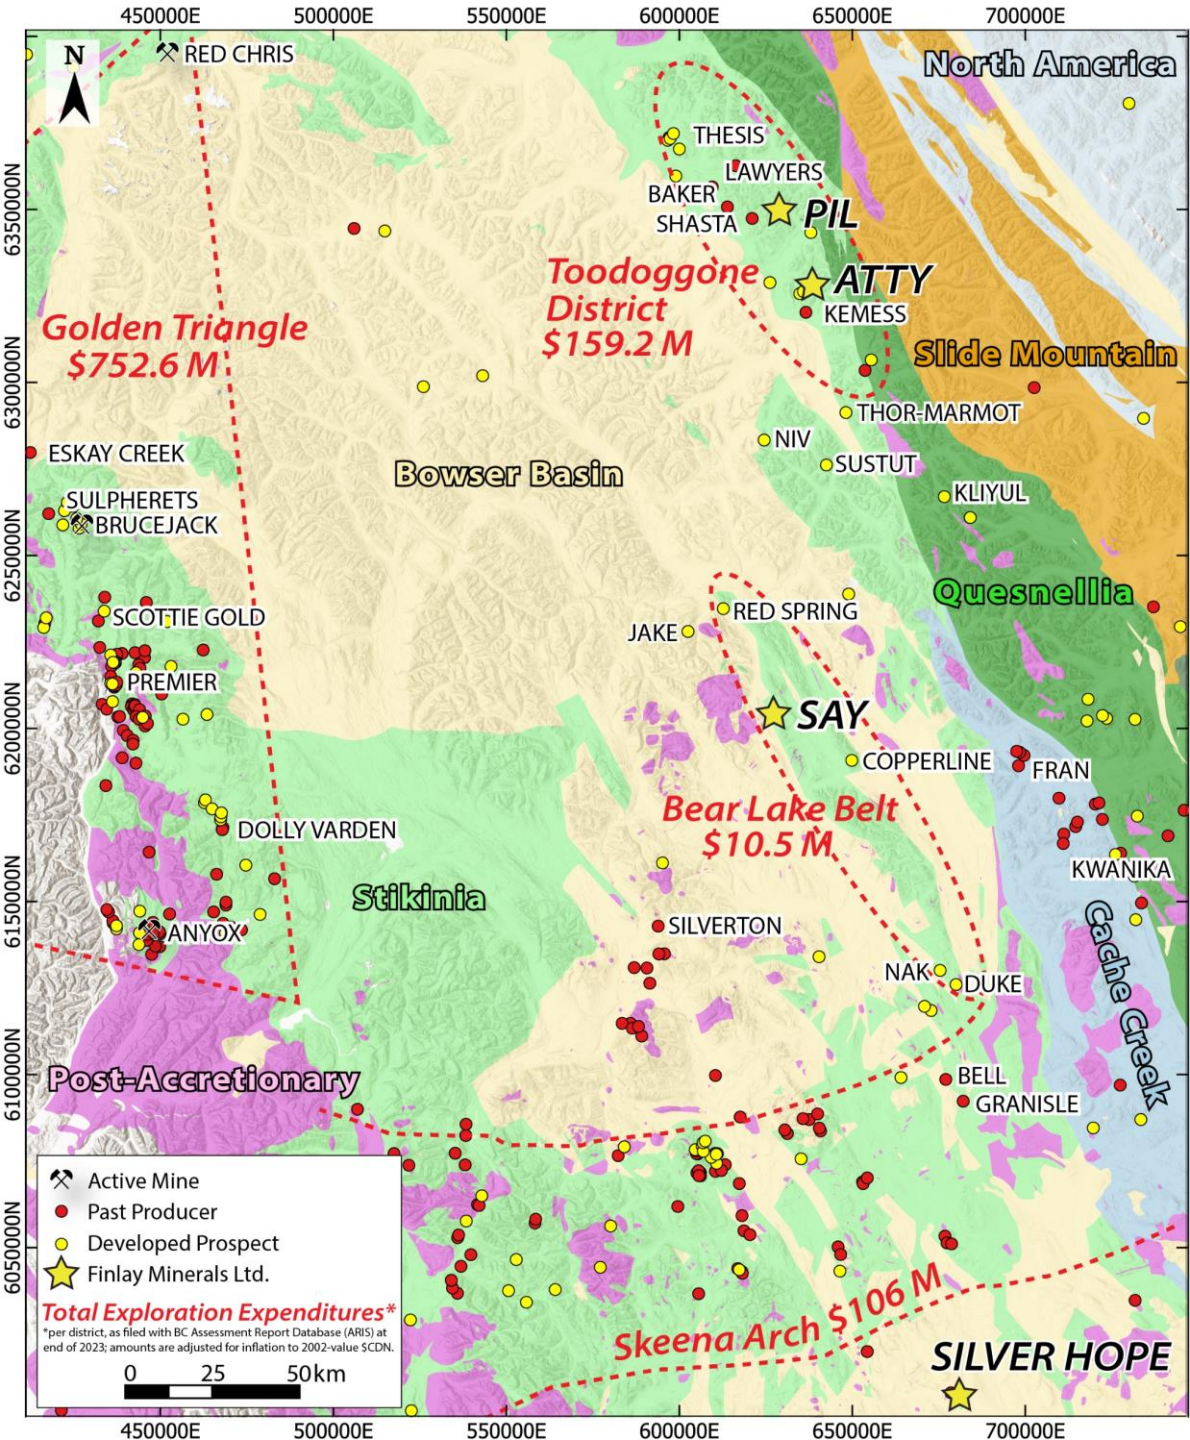 450000E
500000E
550000E
600000E
650000E
700000E
N
RED CHRIS
North America
THESIS
LAWYERS
BAKER
SHASTA
PIL
6350000N
Toodoggone
District
$159.2 M
ATTY
KEMESS
Golden Triangle
$752.6 M
Slide Mountain
6300000N
THOR-MARMOT
NIV
SUSTUT
ESKAY CREEK
Bowser Basin
KLIYUL
SULPHERETS
BRUCEJACK
6250000N
Quesnellia
RED SPRING
JAKE
SCOTTIE GOLD
PREMIER
SAY
6200000N
COPPERLINE
FRAN
Bear Lake Belt
$10.5 M
DOLLY VARDEN
KWANIKA
Stikinia
6150000N
SILVERTON
ANYOX
Cache Creek
NAK
DUKE
6100000N
Post-Accretionary
BELL
GRANISLE
Active Mine
Past Producer
Developed Prospect
Finlay Minerals Ltd.
6050000N
Total Exploration Expenditures*
*per district, as filed with BC Assessment Report Database (ARIS) at
end of 2023; amounts are adjusted for inflation to 2002-value $CDN.
0 25 50 km
Skeena Arch $106 M
SILVER HOPE
450000E
500000E
550000E
600000E
650000E
700000E